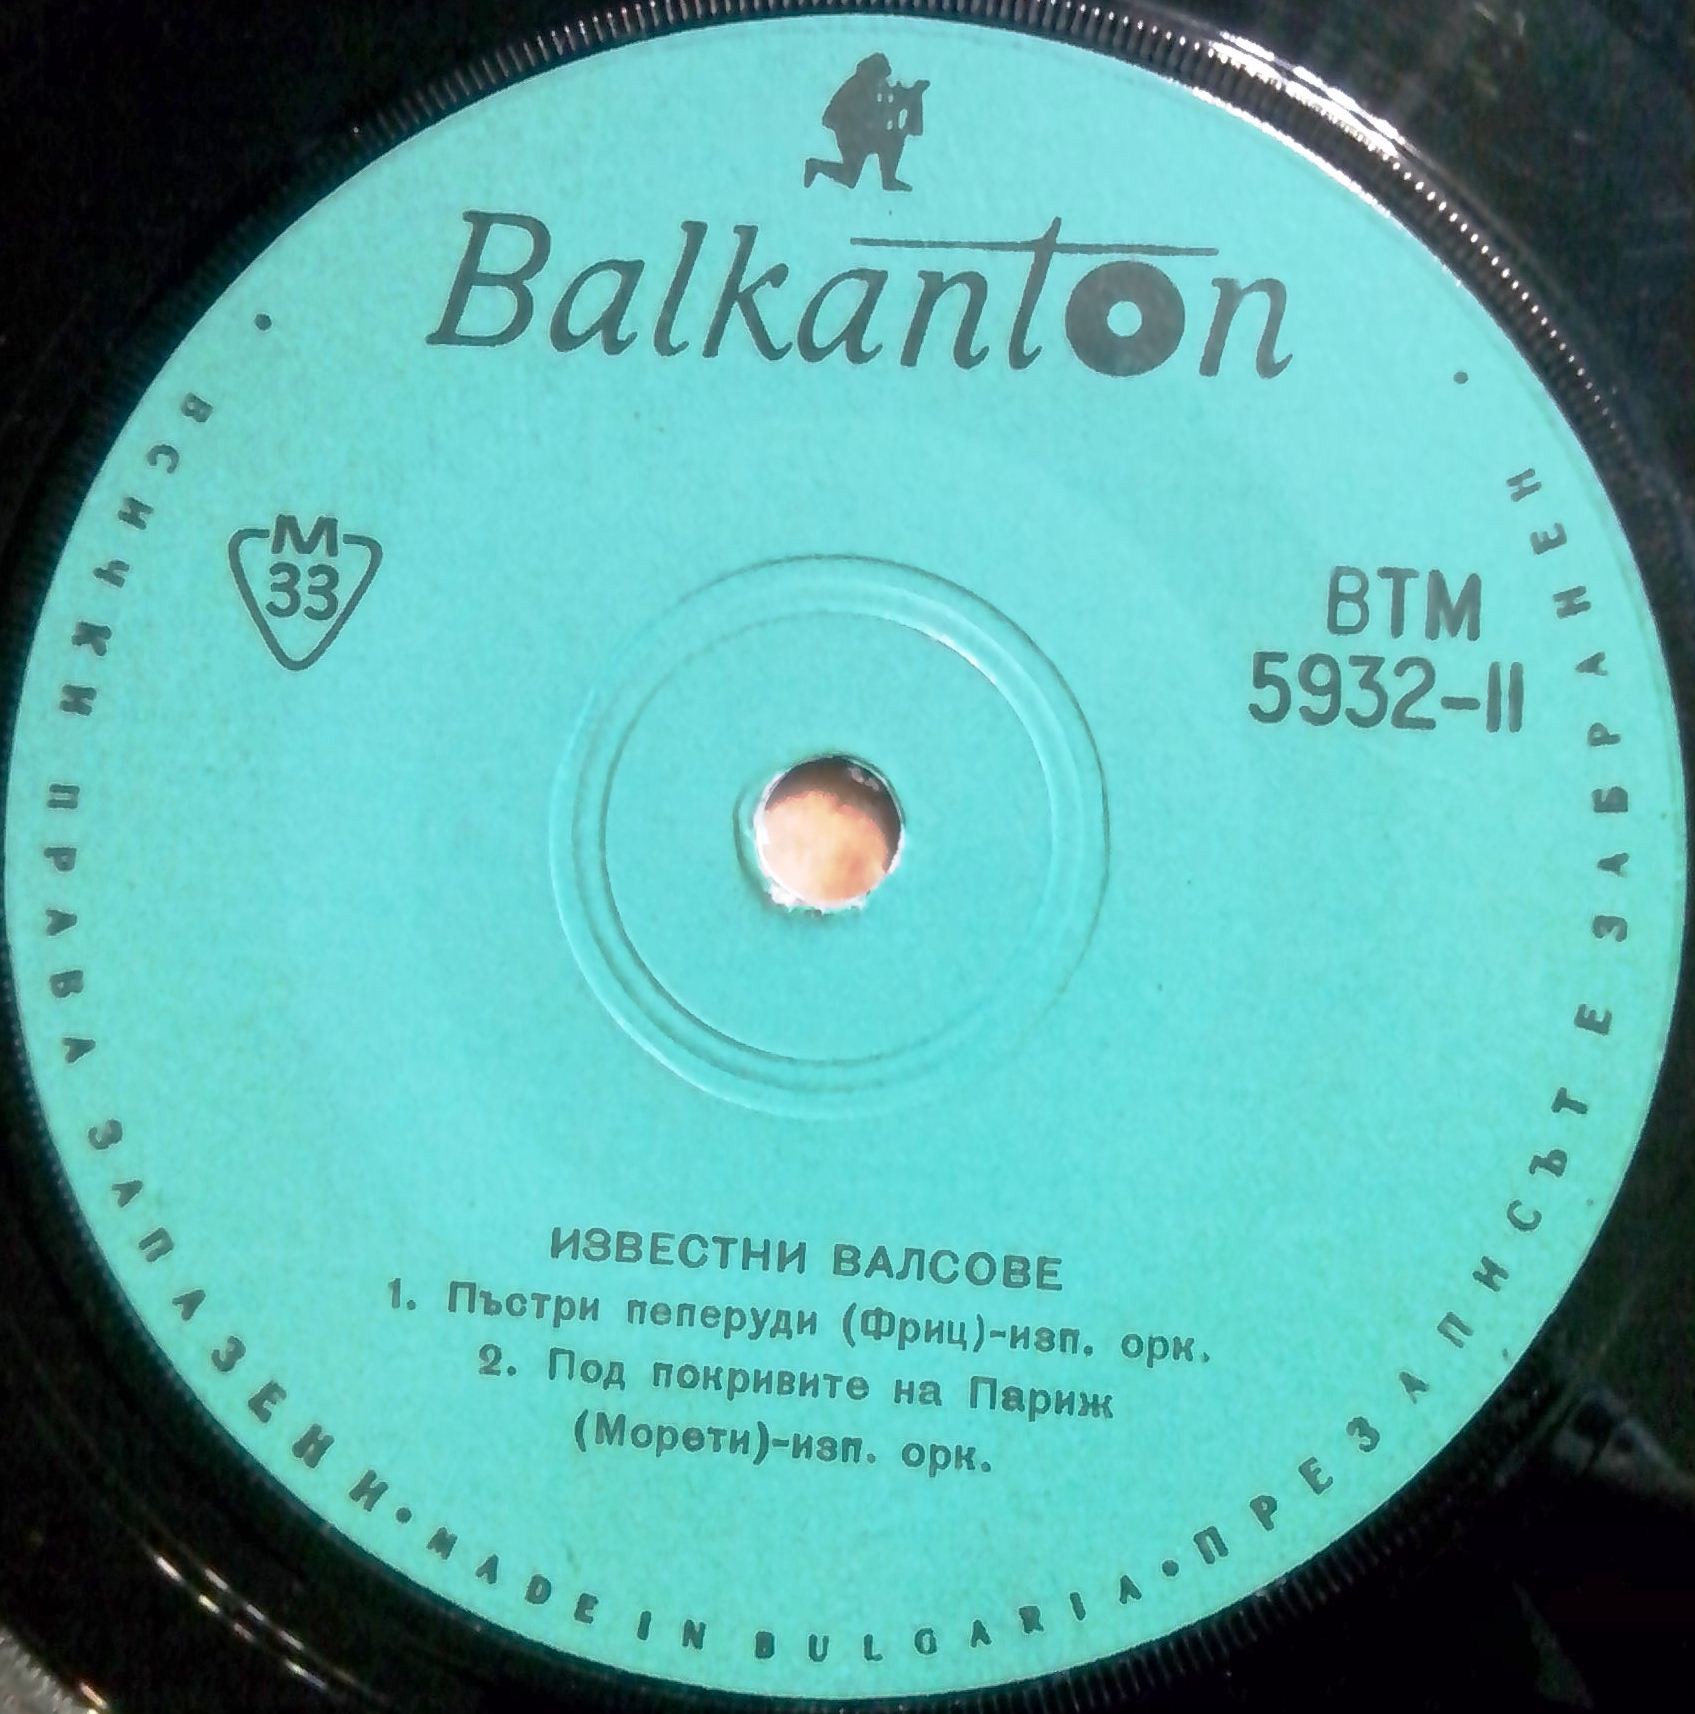 Balkanton
М
33
ВТМ
5932-II
ИЗВЕСТНИ ВАЛСОВЕ
1. Пъстри пеперуди (Фриц)-изп. орк.
2. Под покривите на Париж
(Морети)-изп. орк.
• ВСИЧКИ ПРАВА ЗАПАЗЕНИ • MADE IN BULGARIA • ПРЕЗАПИСЪТ Е ЗАБРАНЕН •